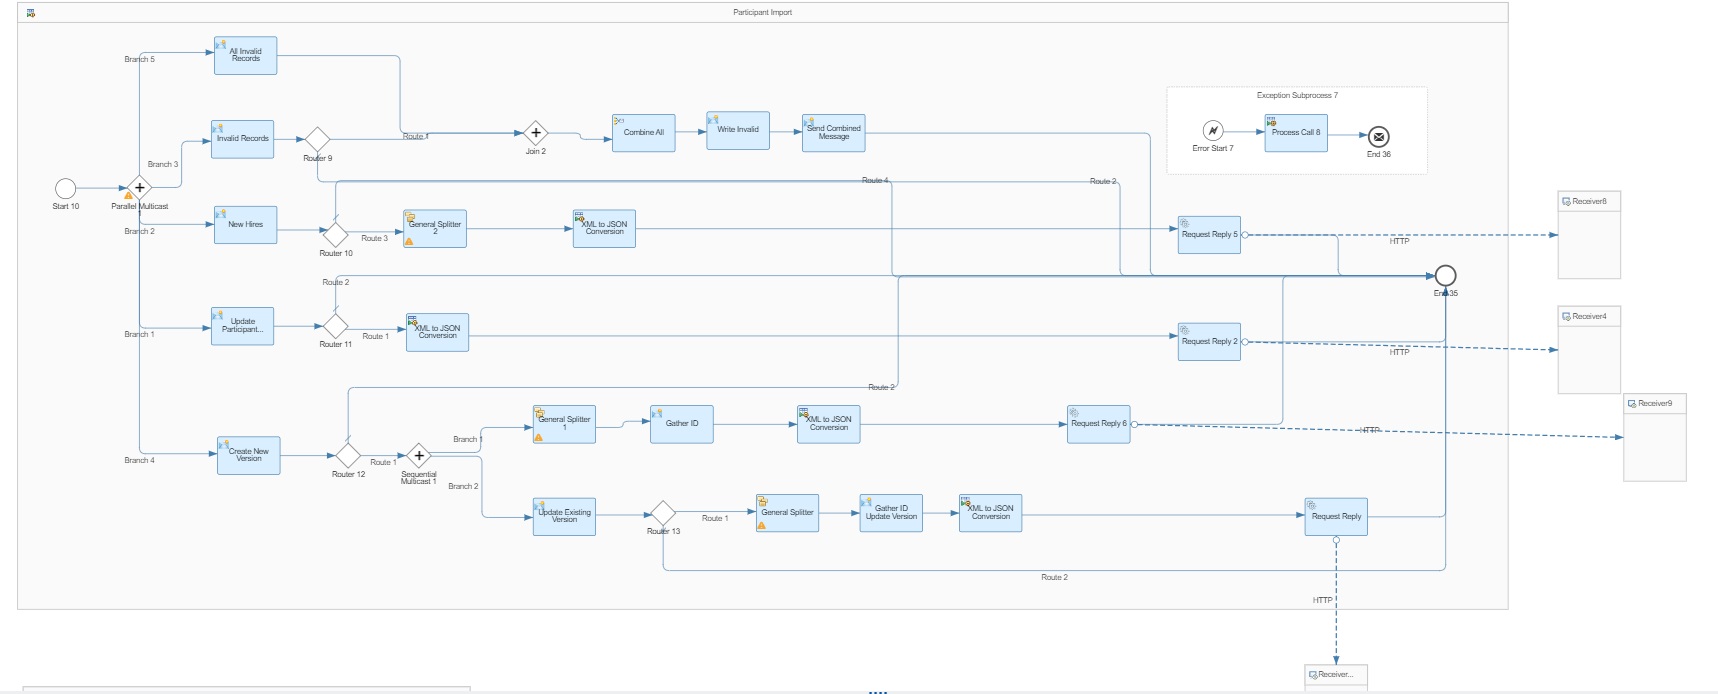 Participant Import
Branch 5
All Invalid
Records
Exception Subprocess 7
Invalid Records
Router 9
Route 1
Join 2
Combine All
Write Invalid
Send Combined
Message
Error Start 7
Process Call 8
End 36
Branch 3
Start 10
Parallel Multicast
Route 4
Route 2
Receiver8
Branch 2
New Hires
Router 10
Route 3
General Splitter
2
XML to JSON
Conversion
Request Reply 5
HTTP
Route 2
End 35
Receiver4
Branch 1
Update
Participant...
Router 11
Route 1
XML to JSON
Conversion
Request Reply 2
HTTP
Route 2
Receiver9
Branch 4
Create New
Version
Router 12
Route 1
Sequential
Multicast 1
Branch 1
General Splitter
1
Gather ID
XML to JSON
Conversion
Request Reply 6
HTTP
Branch 2
Update Existing
Version
Router 13
Route 1
General Splitter
Gather ID
Update Version
XML to JSON
Conversion
Request Reply
Route 2
HTTP
Receiver...